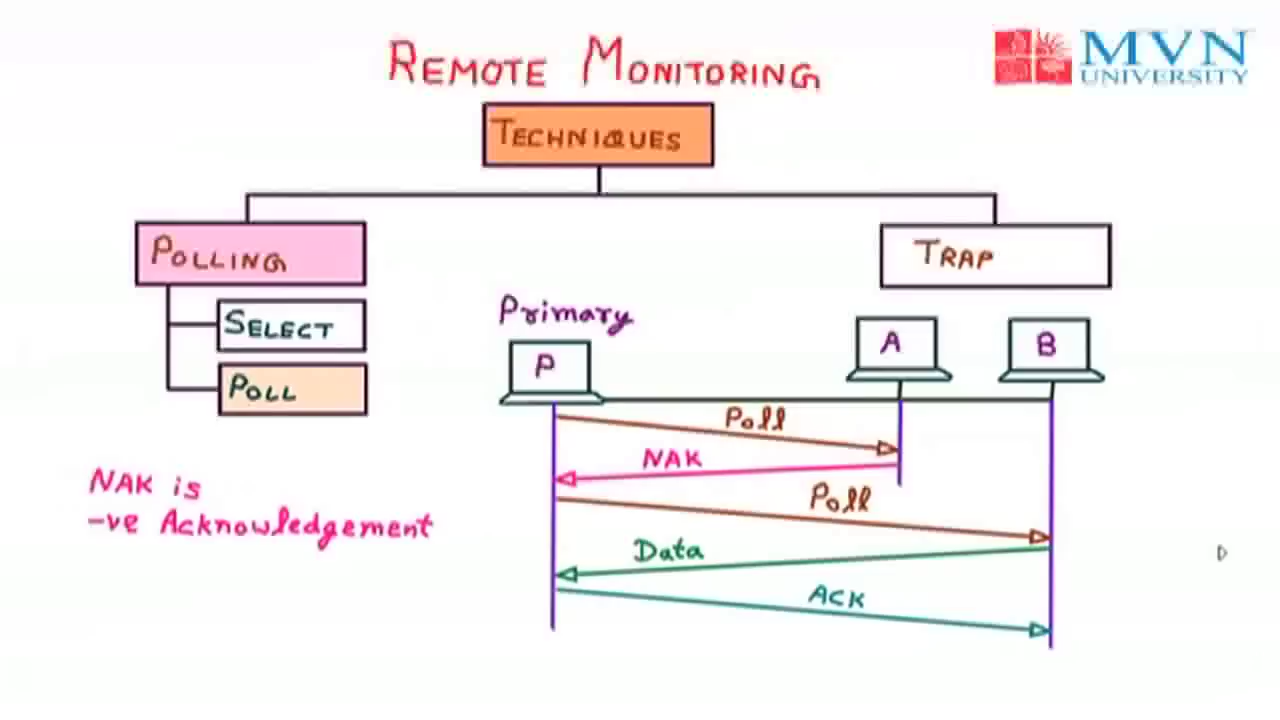 REMOTE MONITORING
MVN
UNIVERSITY
TECHNIQUES
POLLING
TRAP
SELECT
POLL
Primary
P
A
B
Poll
NAK
Poll
Data
ACK
NAK is
-ve Acknowledgement